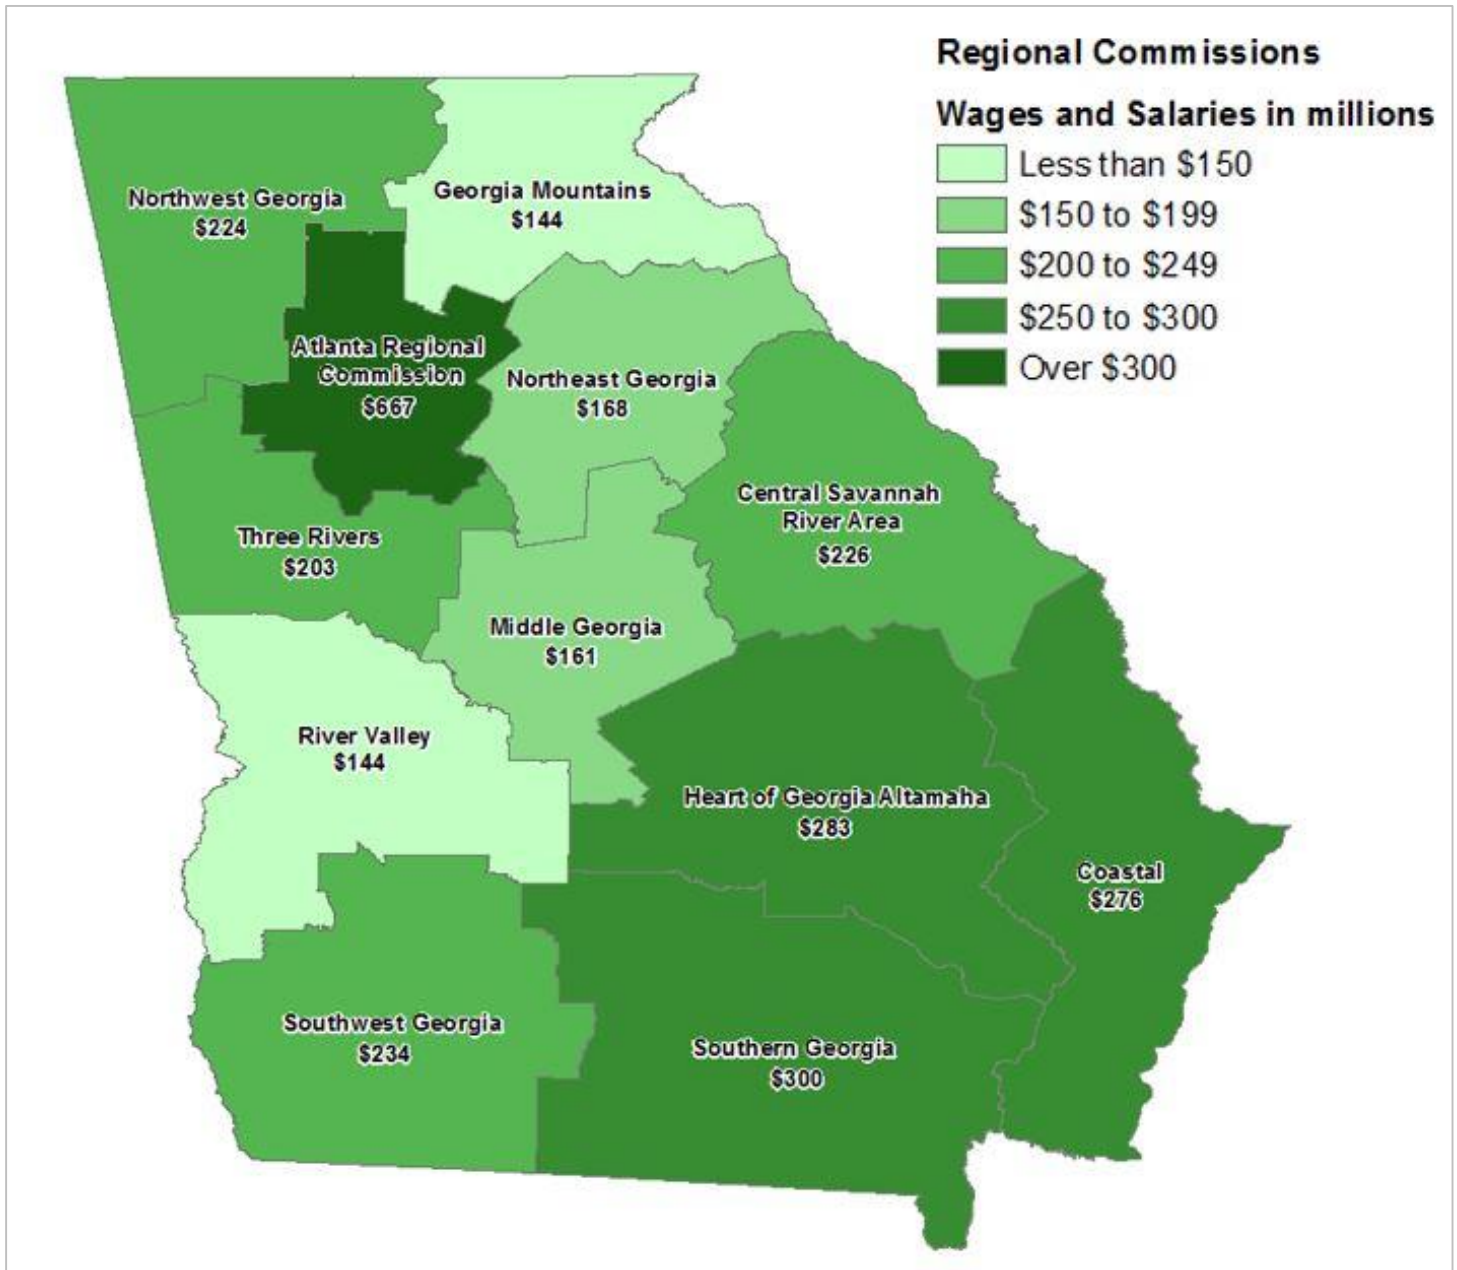 Regional Commissions
Wages and Salaries in millions
Less than $150
$150 to $199
$200 to $249
$250 to $300
Over $300
Northwest Georgia
$224
Georgia Mountains
$144
Atlanta Regional
Commission
$667
Northeast Georgia
$168
Central Savannah
River Area
$226
Three Rivers
$203
Middle Georgia
$161
River Valley
$144
Heart of Georgia Altamaha
$283
Coastal
$276
Southwest Georgia
$234
Southern Georgia
$300